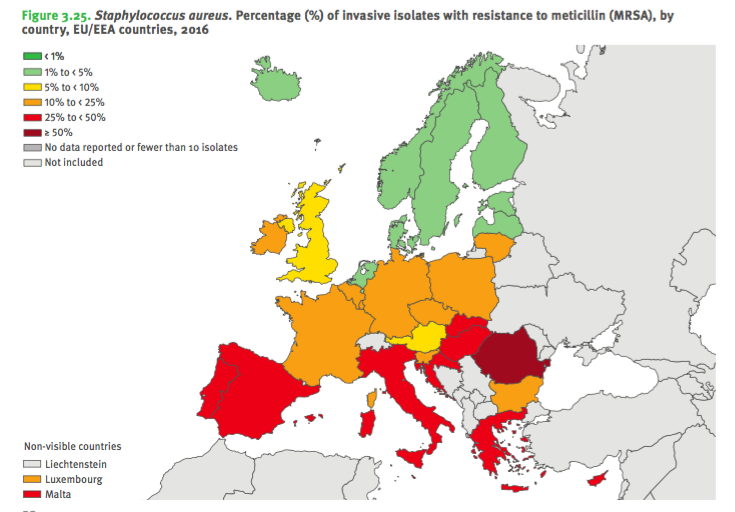 Figure 3.25. Staphylococcus aureus. Percentage (%) of invasive isolates with resistance to meticillin (MRSA), by
country, EU/EEA countries, 2016
< 1%
1% to < 5%
5% to < 10%
10% to < 25%
25% to < 50%
≥ 50%
No data reported or fewer than 10 isolates
Not included
Non-visible countries
Liechtenstein
Luxembourg
Malta